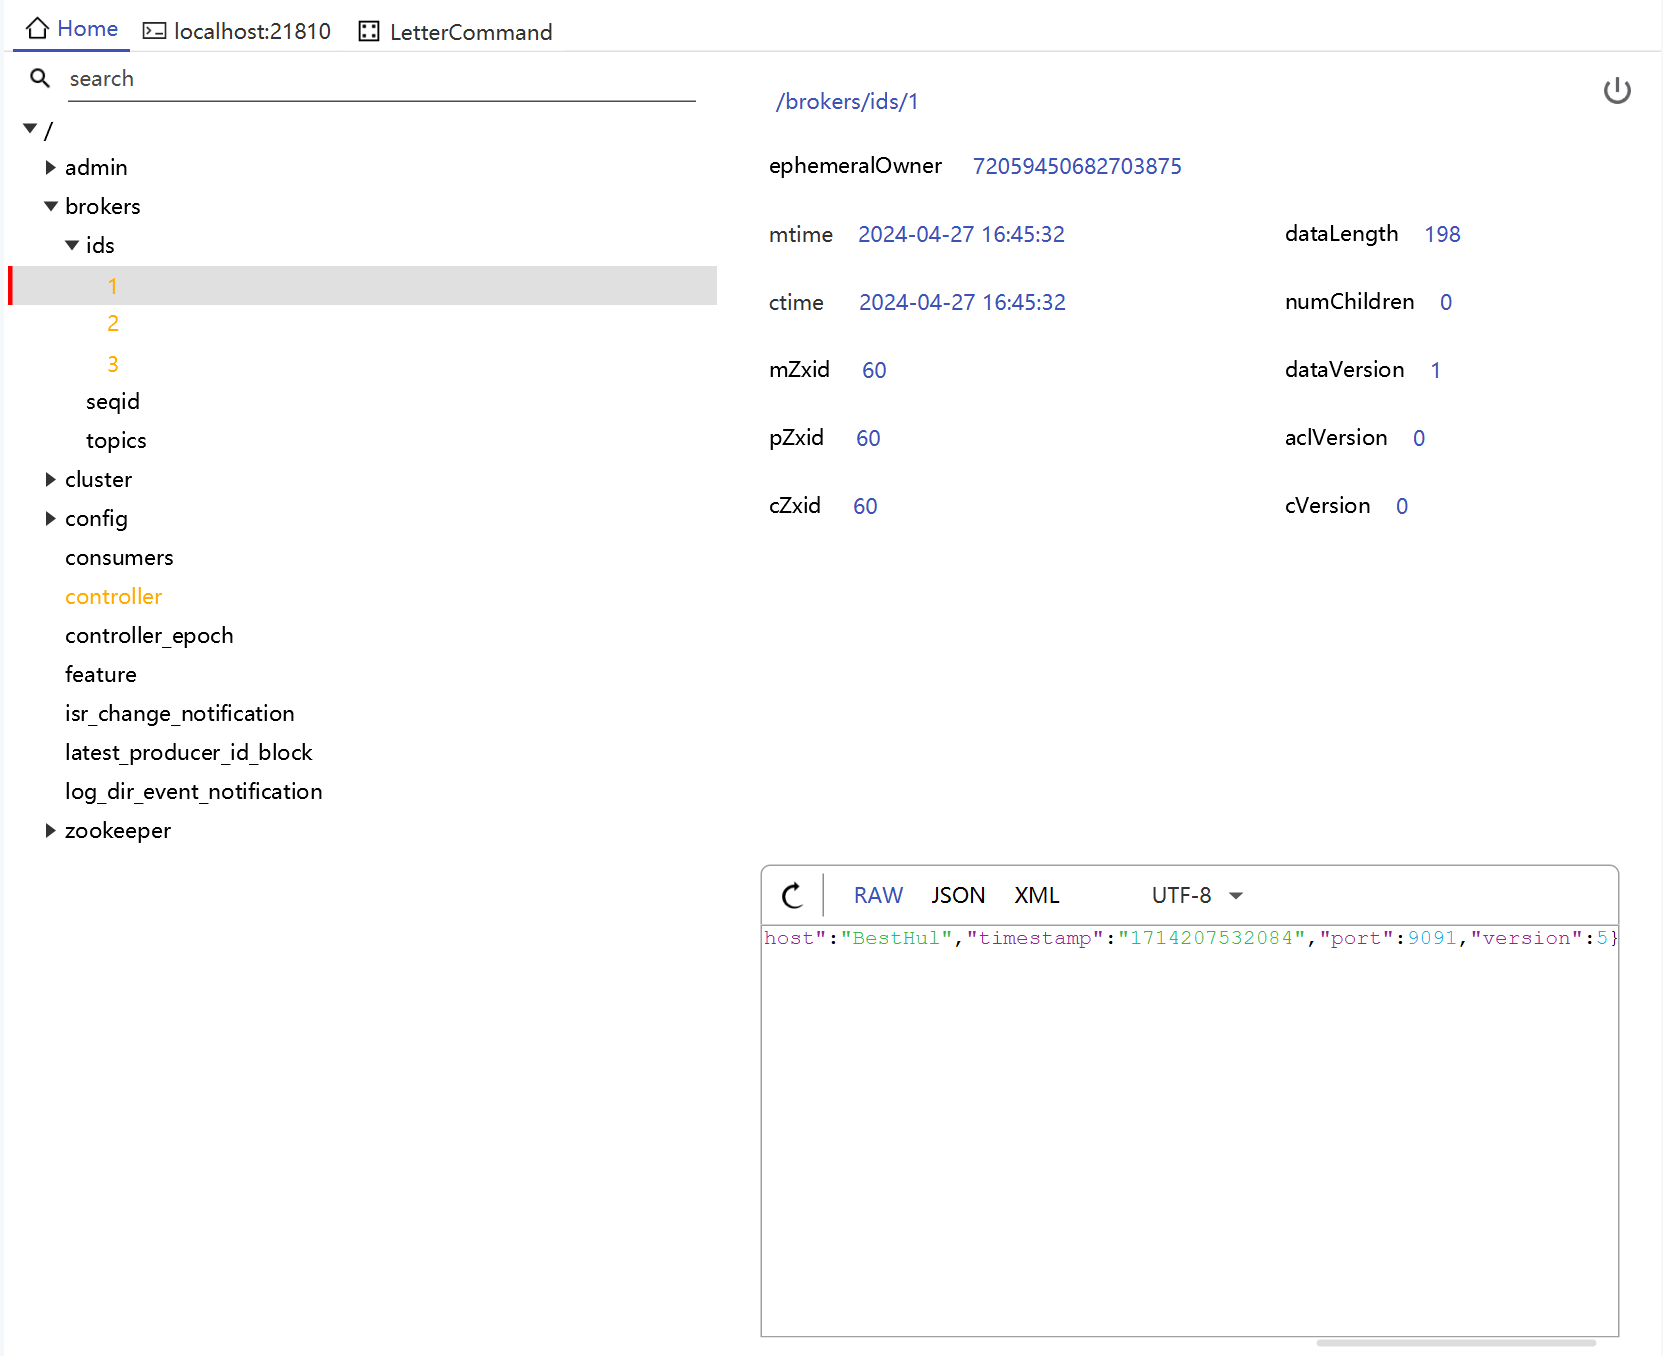 Home localhost:21810 LetterCommand
search
/
admin
brokers
ids
1
2
3
seqid
topics
cluster
config
consumers
controller
controller_epoch
feature
isr_change_notification
latest_producer_id_block
log_dir_event_notification
zookeeper
/brokers/ids/1
ephemeralOwner 72059450682703875
mtime 2024-04-27 16:45:32 dataLength 198
ctime 2024-04-27 16:45:32 numChildren 0
mZxid 60 dataVersion 1
pZxid 60 aclVersion 0
cZxid 60 cVersion 0
RAW JSON XML UTF-8
host":"BestHul","timestamp":"1714207532084","port":9091,"version":5}